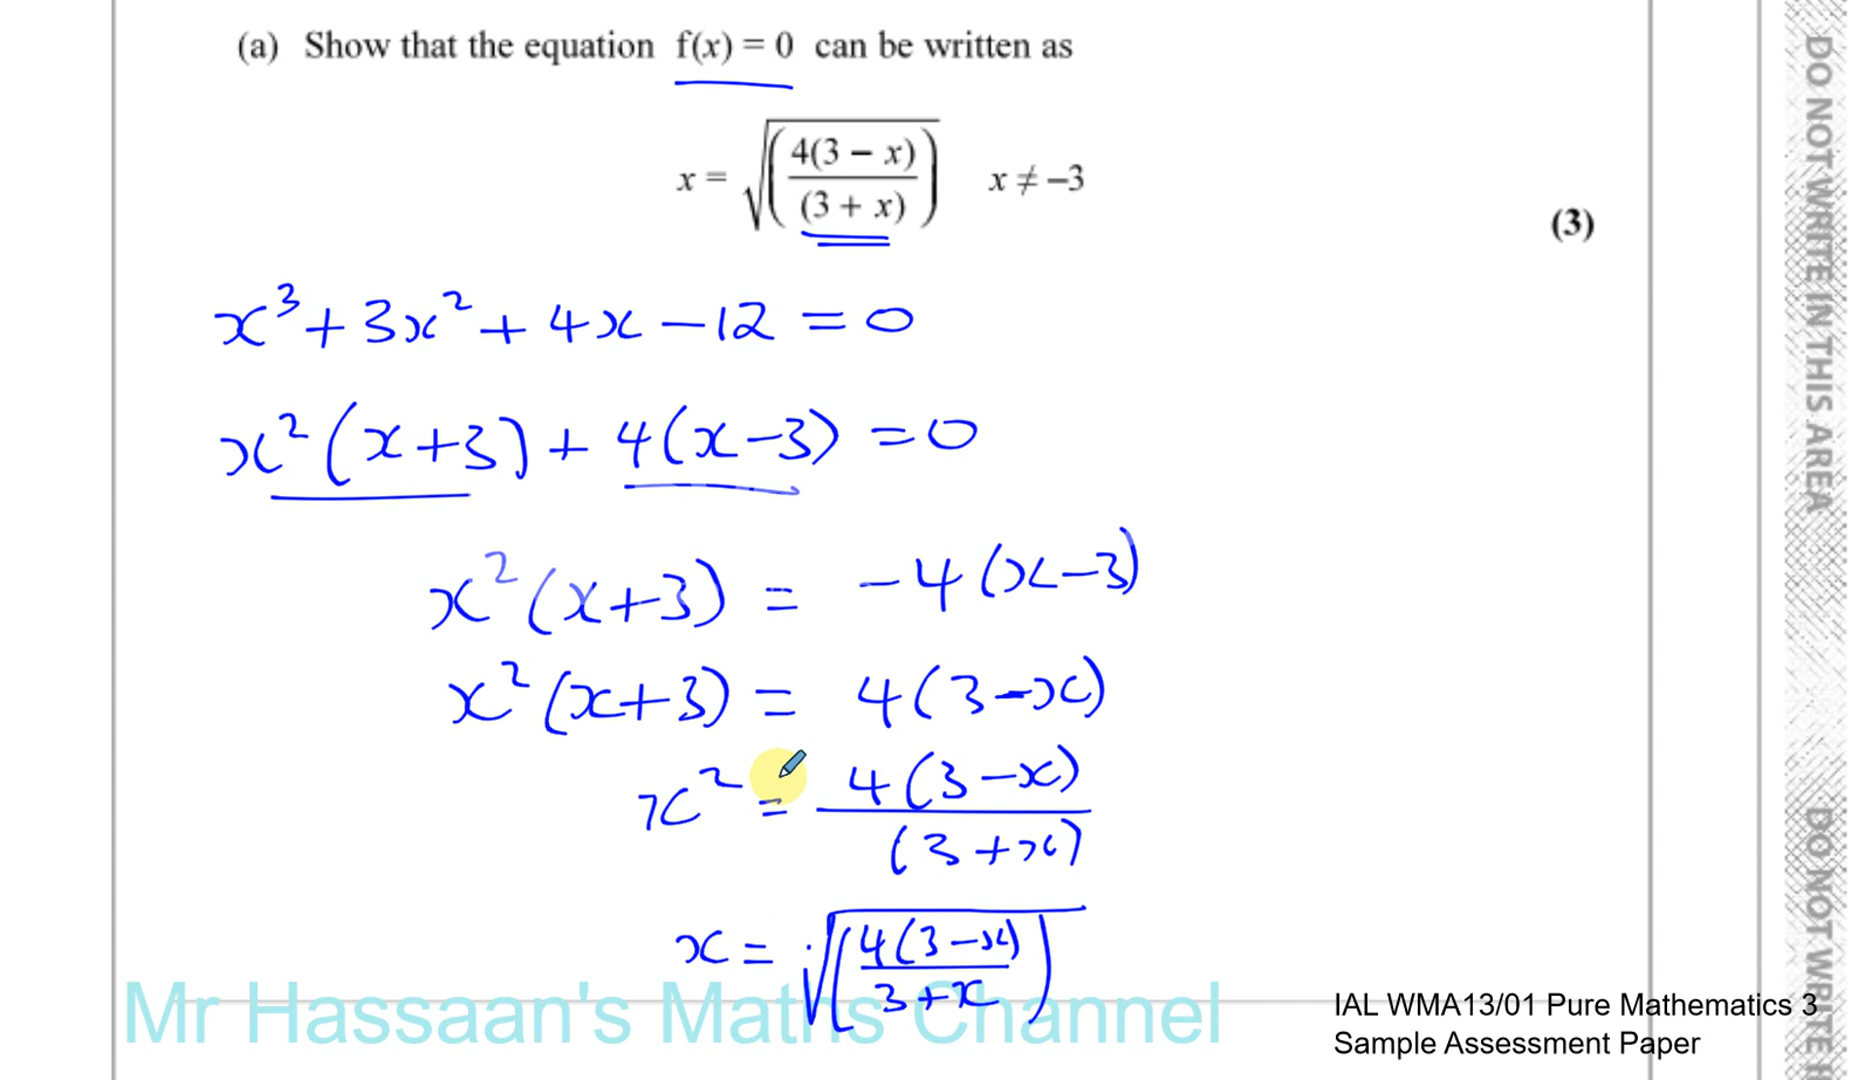 (a) Show that the equation f(x) = 0 can be written as
x = √(4(3 − x)/(3 + x)) x ≠ −3
(3)
x³ + 3x² + 4x − 12 = 0
x²(x+3) + 4(x−3) = 0
x²(x+3) = −4(x−3)
x²(x+3) = 4(3−x)
x² = 4(3−x)/(3+x)
x = √(4(3−x)/3+x)
Mr Hassaan's Maths Channel
IAL WMA13/01 Pure Mathematics 3
Sample Assessment Paper
DO NOT WRITE IN THIS AREA
DO NOT WRITE I